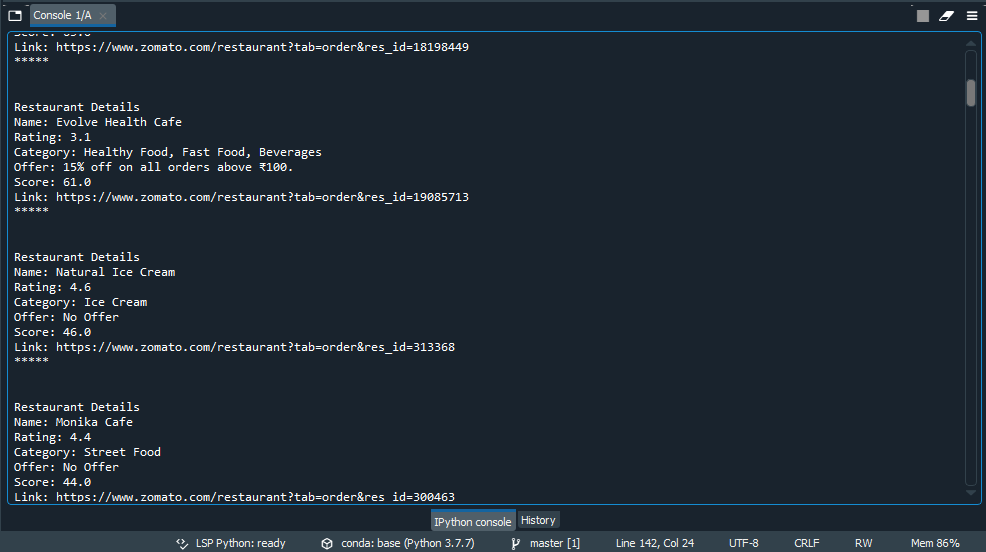 Console 1/A
Score: 65.0
Link: https://www.zomato.com/restaurant?tab=order&res_id=18198449
*****
Restaurant Details
Name: Evolve Health Cafe
Rating: 3.1
Category: Healthy Food, Fast Food, Beverages
Offer: 15% off on all orders above ₹100.
Score: 61.0
Link: https://www.zomato.com/restaurant?tab=order&res_id=19085713
*****
Restaurant Details
Name: Natural Ice Cream
Rating: 4.6
Category: Ice Cream
Offer: No Offer
Score: 46.0
Link: https://www.zomato.com/restaurant?tab=order&res_id=313368
*****
Restaurant Details
Name: Monika Cafe
Rating: 4.4
Category: Street Food
Offer: No Offer
Score: 44.0
Link: https://www.zomato.com/restaurant?tab=order&res_id=300463
IPython console History
LSP Python: ready conda: base (Python 3.7.7) master [1] Line 142, Col 24 UTF-8 CRLF RW Mem 86%